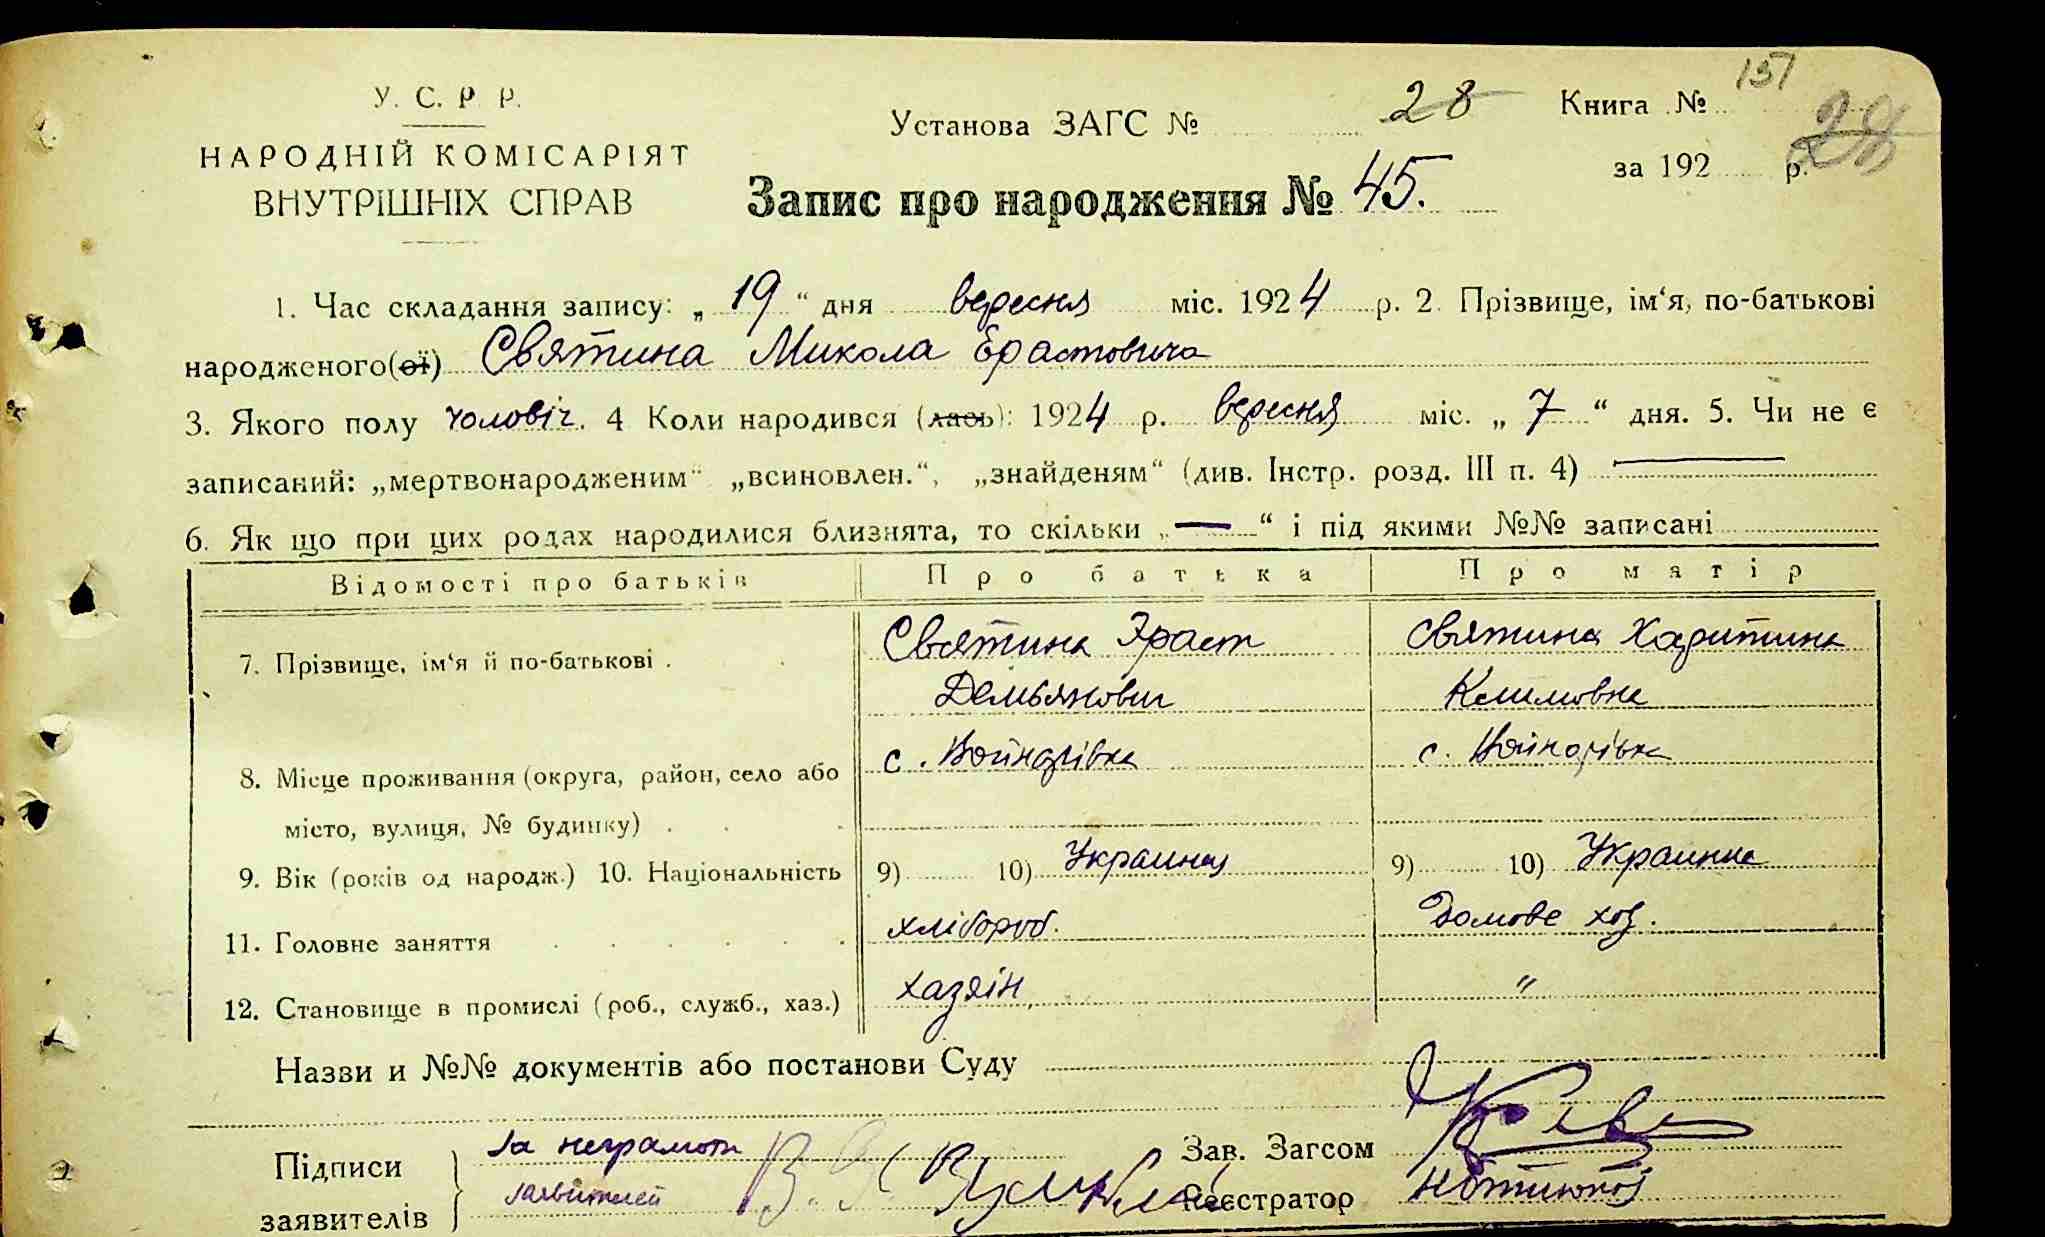 У. С. Р. Р.
НАРОДНІЙ КОМІСАРІЯТ
ВНУТРІШНІХ СПРАВ
Установа ЗАГС № 28
Книга №
151
28
за 192 р.
Запис про народження № 45.
1. Час складання запису: „ 19 “ дня вересня міс. 1924 р. 2. Прізвище, ім‘я, по-батькові
народженого(ої) Святина Микола Ерастовича
3. Якого полу чоловіч. 4 Коли народився (лась): 1924 р. вересня міс. „ 7 “ дня. 5. Чи не є
записаний: „мертвонародженим“ „всиновлен.“, „знайденям“ (див. Інстр. розд. III п. 4)
6. Як що при цих родах народилися близнята, то скільки „ — “ і під якими №№ записані
Відомості про батьків Про батька Про матір
7. Прізвище, ім‘я й по-батькові . Святина Эраст Святина Харитина
Демьянович Климовна
8. Місце проживання (округа, район, село або с. с.
місто, вулиця, № будинку) .
9. Вік (років од народж.) 10. Національність 9) 10) Украинец 9) 10) Украинка
11. Головне заняття хлібороб. Домове хоз.
12. Становище в промислі (роб., служб., хаз.) хазяін „
Назви и №№ документів або постанови Суду
Підписи за неграмотн
заявителів заявителей
Зав. Загсом
Реєстратор